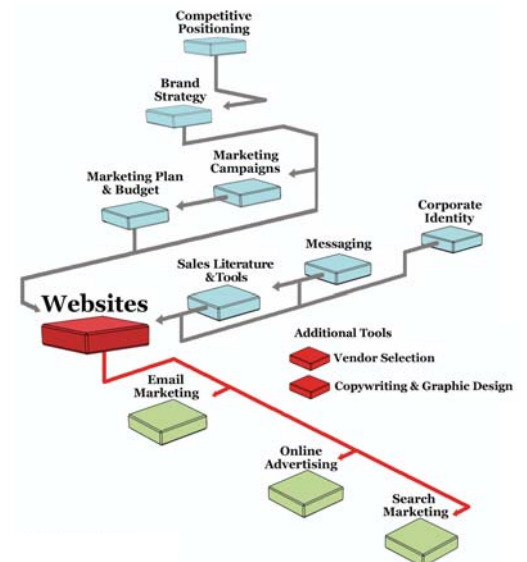 Competitive
Positioning
Brand
Strategy
Marketing
Campaigns
Marketing Plan
& Budget
Corporate
Identity
Messaging
Sales Literature
&Tools
Websites
Additional Tools
Vendor Selection
Copywriting & Graphic Design
Email
Marketing
Online
Advertising
Search
Marketing